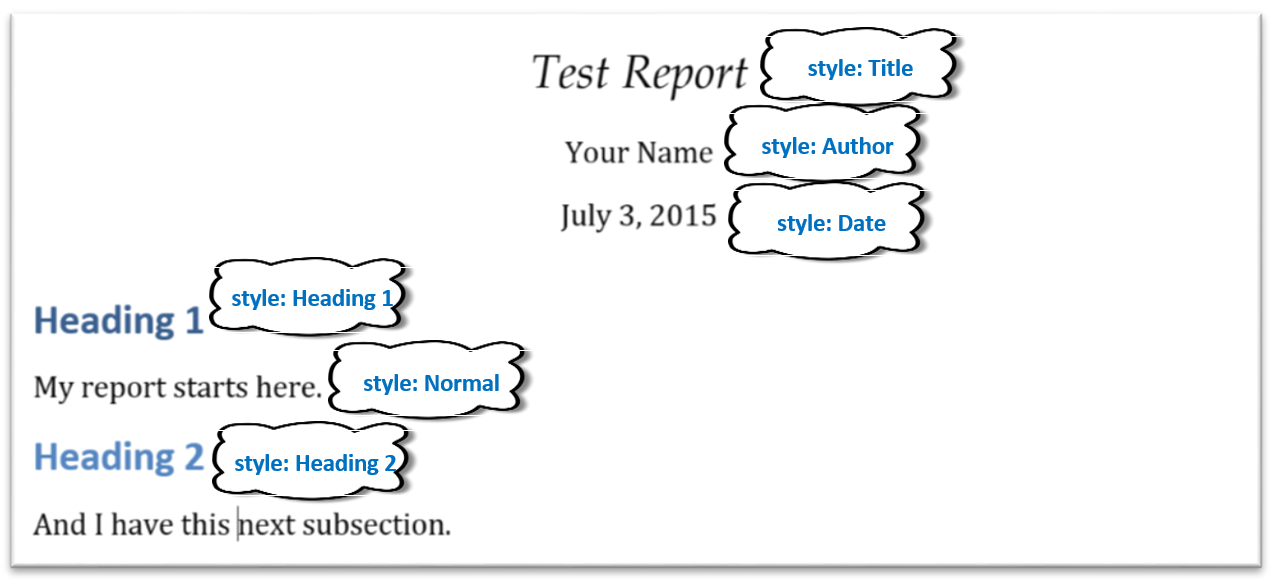 Test Report style: Title
Your Name style: Author
July 3, 2015 style: Date
Heading 1 style: Heading 1
My report starts here. style: Normal
Heading 2 style: Heading 2
And I have this next subsection.